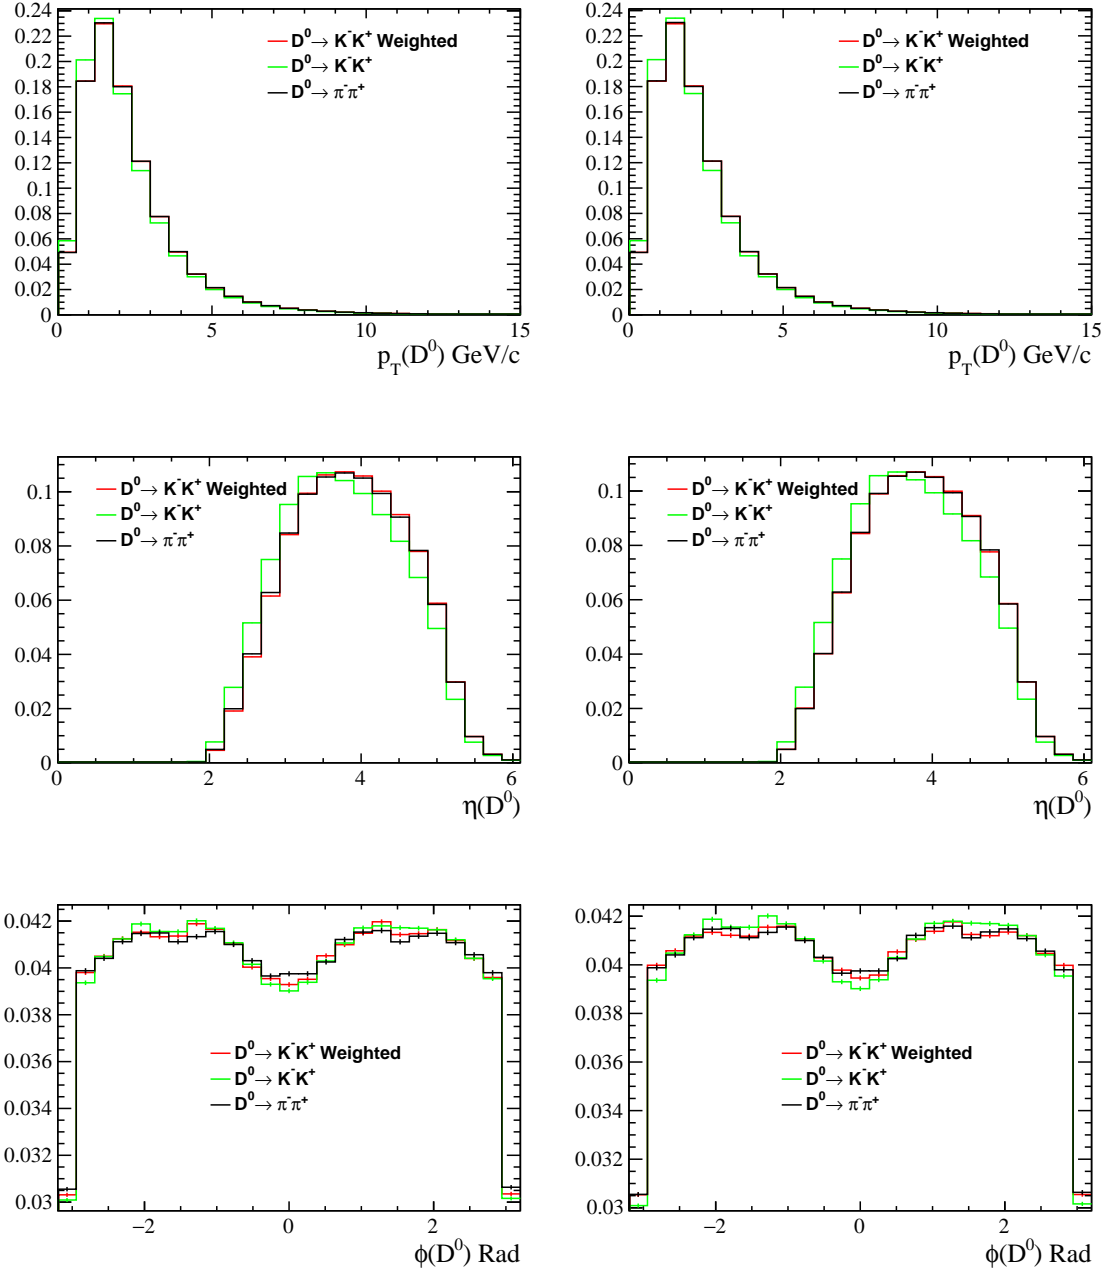 0.24
0.22
0.2
0.18
0.16
0.14
0.12
0.1
0.08
0.06
0.04
0.02
0
D⁰→ K⁻K⁺ Weighted
D⁰→ K⁻K⁺
D⁰→ π⁻π⁺
0 5 10 15
p_T(D⁰) GeV/c
0.24
0.22
0.2
0.18
0.16
0.14
0.12
0.1
0.08
0.06
0.04
0.02
0
D⁰→ K⁻K⁺ Weighted
D⁰→ K⁻K⁺
D⁰→ π⁻π⁺
0 5 10 15
p_T(D⁰) GeV/c
0.1
0.08
0.06
0.04
0.02
0
D⁰→ K⁻K⁺ Weighted
D⁰→ K⁻K⁺
D⁰→ π⁻π⁺
0 2 4 6
η(D⁰)
0.1
0.08
0.06
0.04
0.02
0
D⁰→ K⁻K⁺ Weighted
D⁰→ K⁻K⁺
D⁰→ π⁻π⁺
0 2 4 6
η(D⁰)
0.042
0.04
0.038
0.036
0.034
0.032
0.03
D⁰→ K⁻K⁺ Weighted
D⁰→ K⁻K⁺
D⁰→ π⁻π⁺
−2 0 2
ϕ(D⁰) Rad
0.042
0.04
0.038
0.036
0.034
0.032
0.03
D⁰→ K⁻K⁺ Weighted
D⁰→ K⁻K⁺
D⁰→ π⁻π⁺
−2 0 2
ϕ(D⁰) Rad